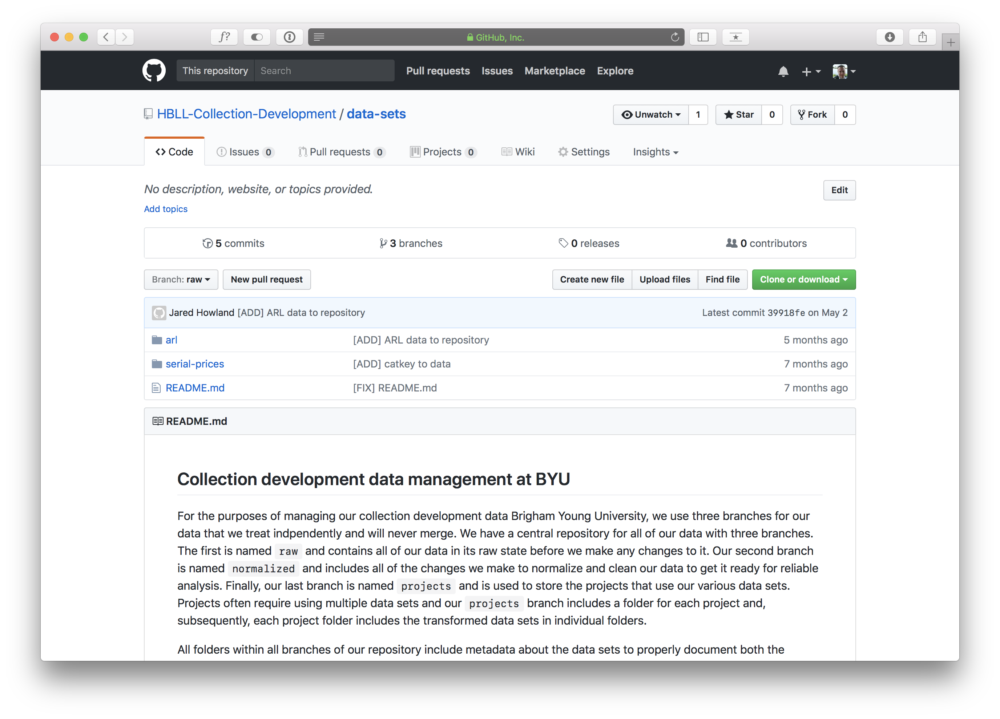 f?
GitHub, Inc.
This repository Search Pull requests Issues Marketplace Explore
HBLL-Collection-Development / data-sets
Unwatch 1 Star 0 Fork 0
Code Issues 0 Pull requests 0 Projects 0 Wiki Settings Insights
No description, website, or topics provided.
Edit
Add topics
5 commits 3 branches 0 releases 0 contributors
Branch: raw New pull request Create new file Upload files Find file Clone or download
Jared Howland [ADD] ARL data to repository Latest commit 39918fe on May 2
arl [ADD] ARL data to repository 5 months ago
serial-prices [ADD] catkey to data 7 months ago
README.md [FIX] README.md 7 months ago
README.md
Collection development data management at BYU
For the purposes of managing our collection development data Brigham Young University, we use three branches for our
data that we treat indpendently and will never merge. We have a central repository for all of our data with three branches.
The first is named raw and contains all of our data in its raw state before we make any changes to it. Our second branch
is named normalized and includes all of the changes we make to normalize and clean our data to get it ready for reliable
analysis. Finally, our last branch is named projects and is used to store the projects that use our various data sets.
Projects often require using multiple data sets and our projects branch includes a folder for each project and,
subsequently, each project folder includes the transformed data sets in individual folders.
All folders within all branches of our repository include metadata about the data sets to properly document both the